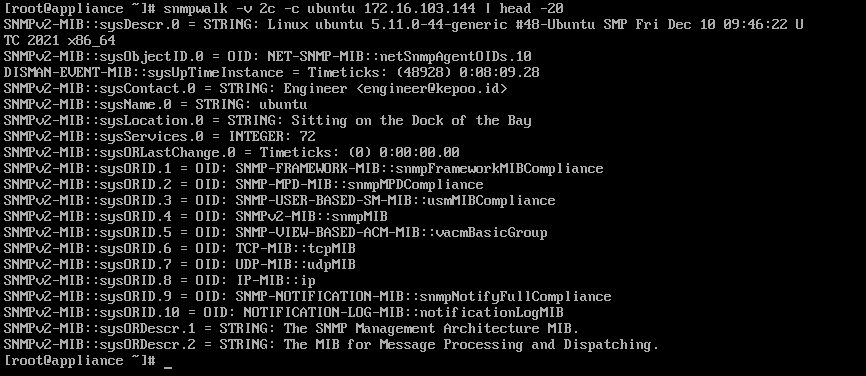 [root@appliance ~]# snmpwalk -v 2c -c ubuntu 172.16.103.144 | head -20
SNMPv2-MIB::sysDescr.0 = STRING: Linux ubuntu 5.11.0-44-generic #48-Ubuntu SMP Fri Dec 10 09:46:22 U
TC 2021 x86_64
SNMPv2-MIB::sysObjectID.0 = OID: NET-SNMP-MIB::netSnmpAgentOIDs.10
DISMAN-EVENT-MIB::sysUpTimeInstance = Timeticks: (48928) 0:08:09.28
SNMPv2-MIB::sysContact.0 = STRING: Engineer <engineer@kepoo.id>
SNMPv2-MIB::sysName.0 = STRING: ubuntu
SNMPv2-MIB::sysLocation.0 = STRING: Sitting on the Dock of the Bay
SNMPv2-MIB::sysServices.0 = INTEGER: 72
SNMPv2-MIB::sysORLastChange.0 = Timeticks: (0) 0:00:00.00
SNMPv2-MIB::sysORID.1 = OID: SNMP-FRAMEWORK-MIB::snmpFrameworkMIBCompliance
SNMPv2-MIB::sysORID.2 = OID: SNMP-MPD-MIB::snmpMPDCompliance
SNMPv2-MIB::sysORID.3 = OID: SNMP-USER-BASED-SM-MIB::usmMIBCompliance
SNMPv2-MIB::sysORID.4 = OID: SNMPv2-MIB::snmpMIB
SNMPv2-MIB::sysORID.5 = OID: SNMP-VIEW-BASED-ACM-MIB::vacmBasicGroup
SNMPv2-MIB::sysORID.6 = OID: TCP-MIB::tcpMIB
SNMPv2-MIB::sysORID.7 = OID: UDP-MIB::udpMIB
SNMPv2-MIB::sysORID.8 = OID: IP-MIB::ip
SNMPv2-MIB::sysORID.9 = OID: SNMP-NOTIFICATION-MIB::snmpNotifyFullCompliance
SNMPv2-MIB::sysORID.10 = OID: NOTIFICATION-LOG-MIB::notificationLogMIB
SNMPv2-MIB::sysORDescr.1 = STRING: The SNMP Management Architecture MIB.
SNMPv2-MIB::sysORDescr.2 = STRING: The MIB for Message Processing and Dispatching.
[root@appliance ~]# _